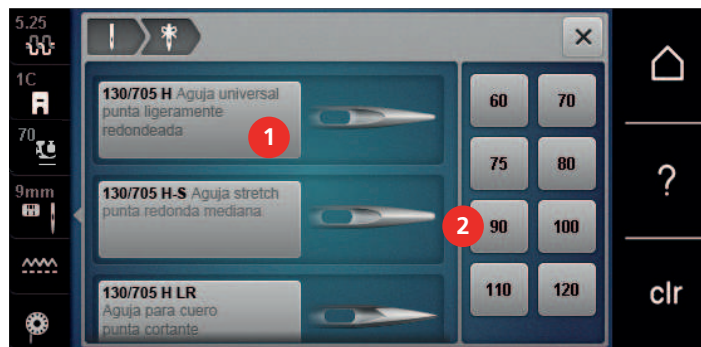 5.25
1C
70
9mm
130/705 H Aguja universal
punta ligeramente
redondeada
1
130/705 H-S Aguja stretch
punta redonda mediana
2
130/705 H LR
Aguja para cuero
punta cortante
60 70
75 80
90 100
110 120
?
clr